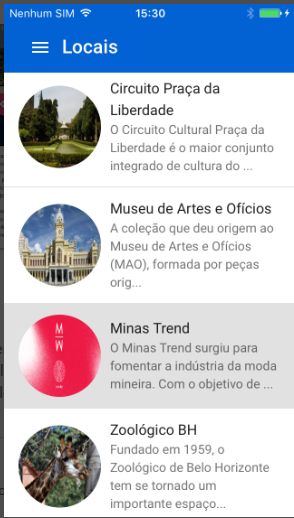 Nenhum SIM 15:30
Locais
Circuito Praça da
Liberdade
O Circuito Cultural Praça da
Liberdade é o maior conjunto
integrado de cultura do ...
Museu de Artes e Ofícios
A coleção que deu origem ao
Museu de Artes e Ofícios
(MAO), formada por peças
orig...
M
W
Minas Trend
O Minas Trend surgiu para
fomentar a indústria da moda
mineira. Com o objetivo de ...
Zoológico BH
Fundado em 1959, o
Zoológico de Belo Horizonte
tem se tornado um
importante espaço...